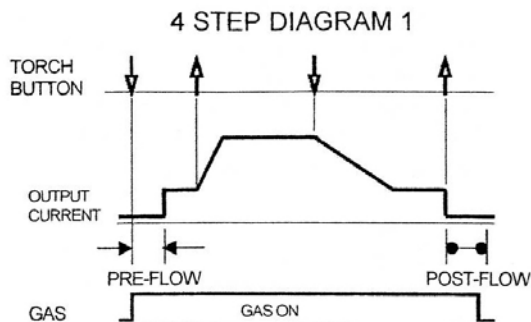 4 STEP DIAGRAM 1
TORCH
BUTTON
OUTPUT
CURRENT
PRE-FLOW
POST-FLOW
GAS
GAS ON